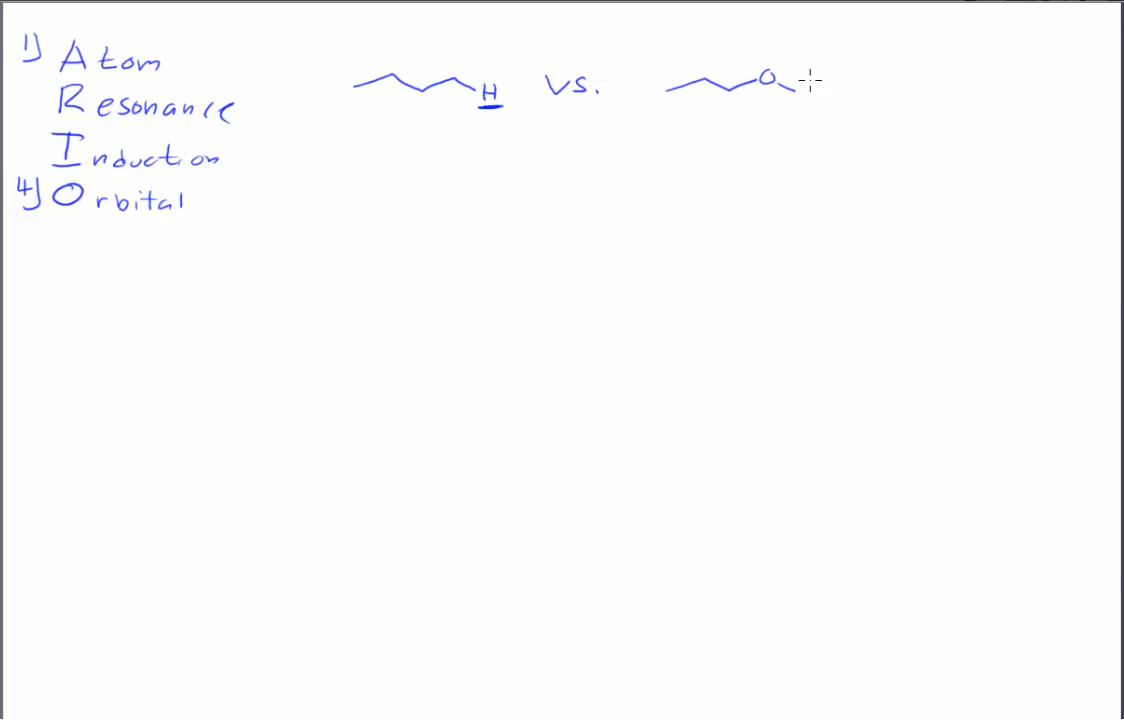 1) Atom
Resonance
Induction
4) Orbital
H vs. O